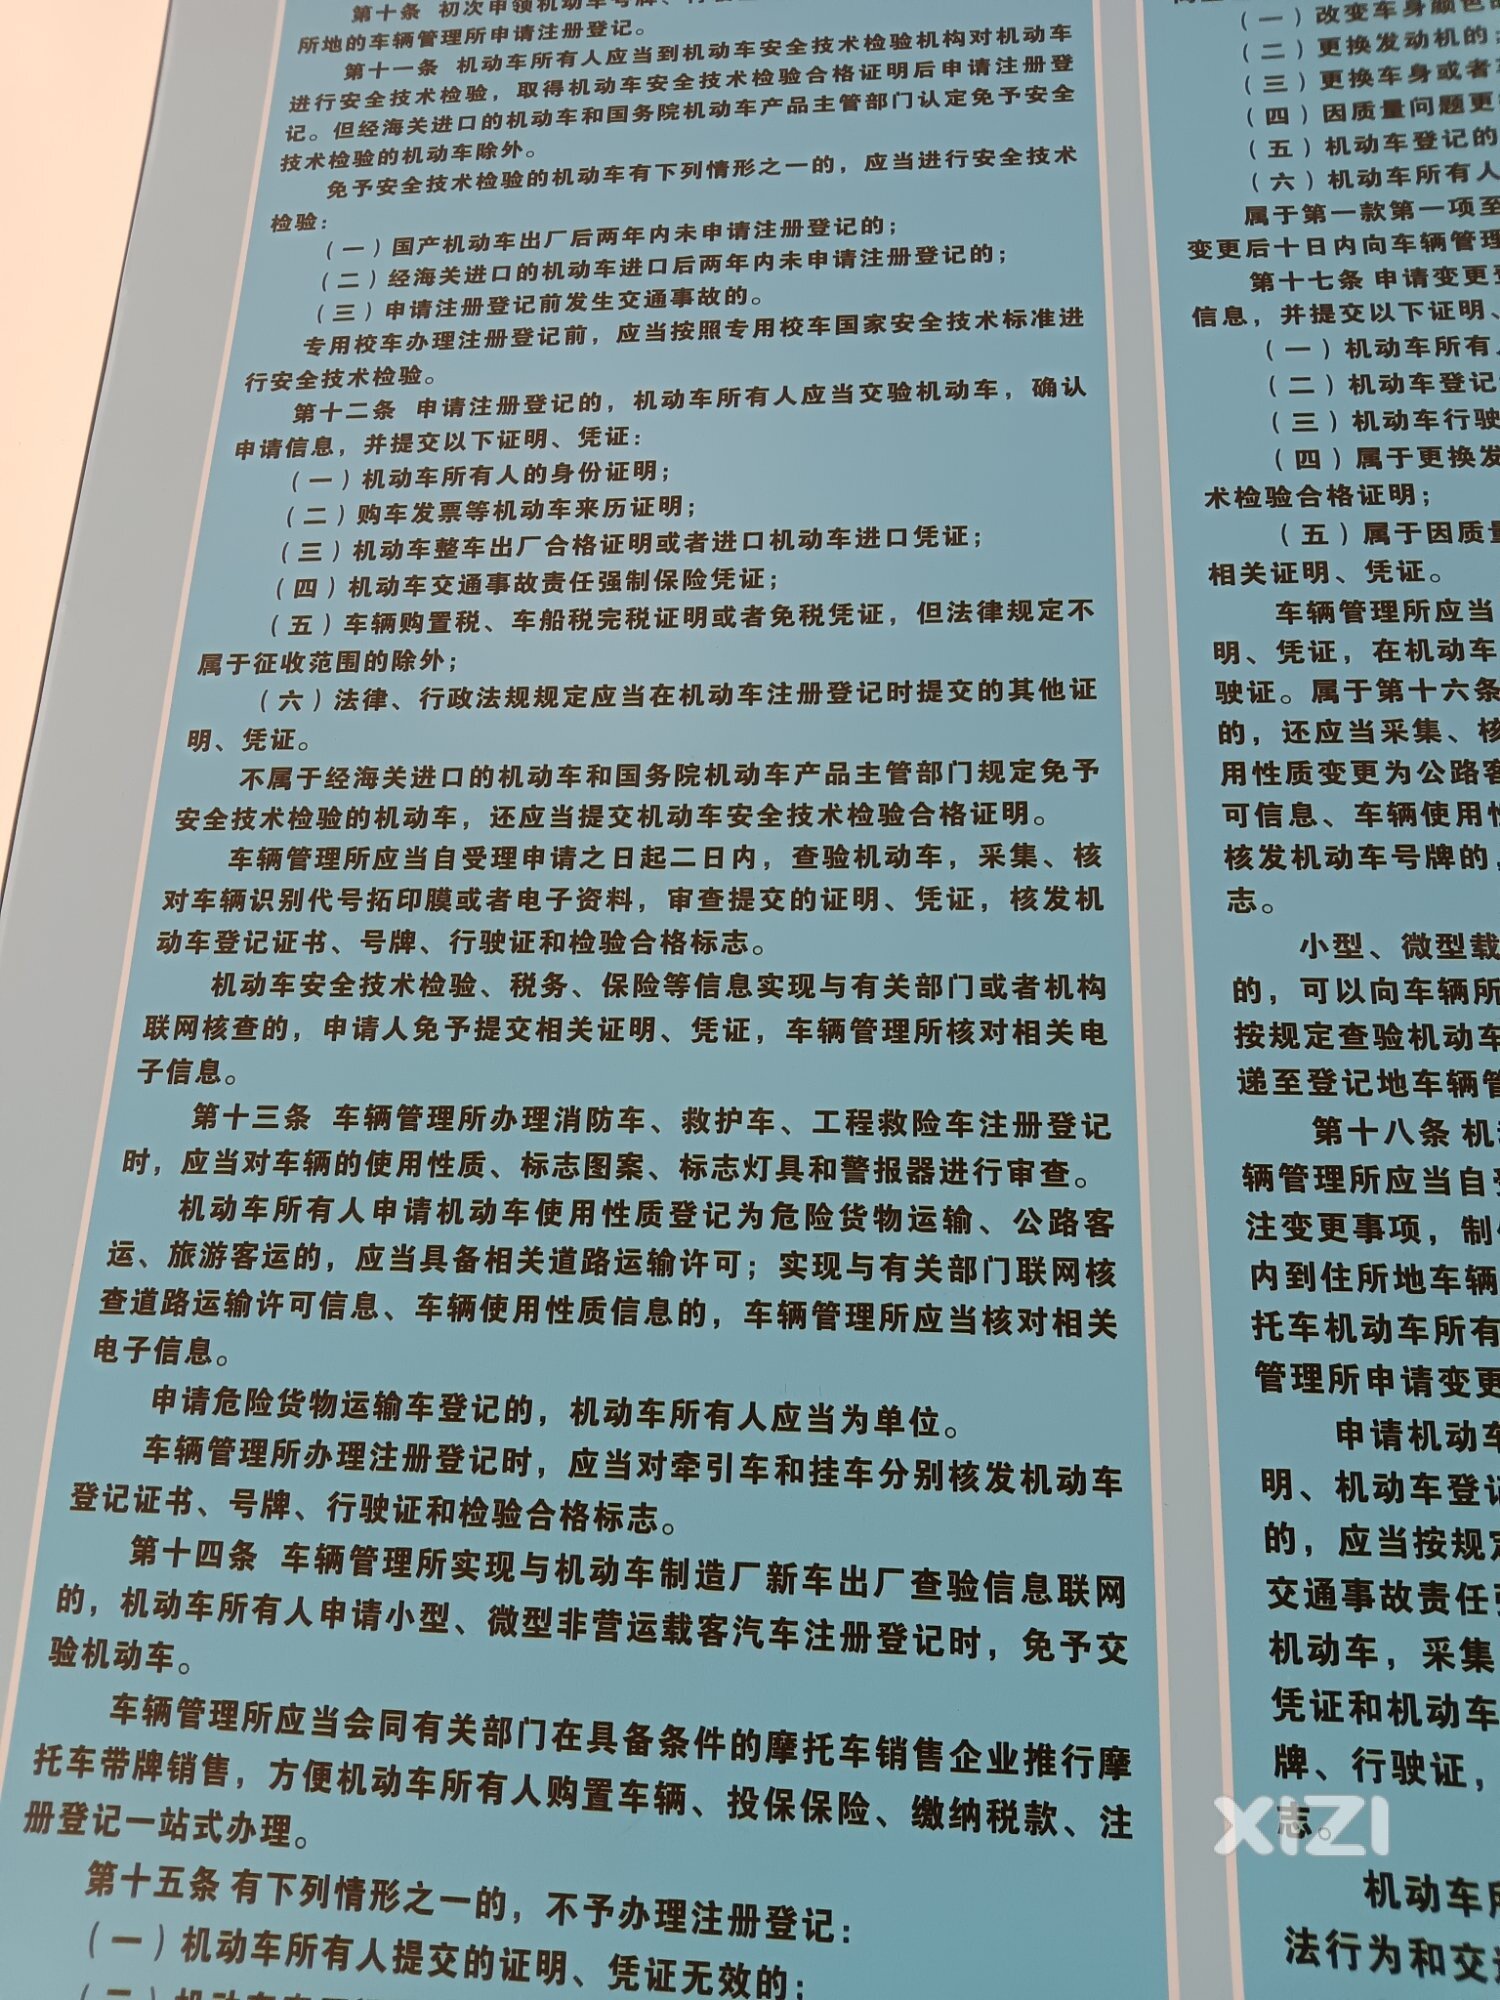 第十条 初次申领机动车号牌、行
所地的车辆管理所申请注册登记。
第十一条 机动车所有人应当到机动车安全技术检验机构对机动车
进行安全技术检验，取得机动车安全技术检验合格证明后申请注册登
记。但经海关进口的机动车和国务院机动车产品主管部门认定免予安全
技术检验的机动车除外。
免予安全技术检验的机动车有下列情形之一的，应当进行安全技术
检验：
（一）国产机动车出厂后两年内未申请注册登记的；
（二）经海关进口的机动车进口后两年内未申请注册登记的；
（三）申请注册登记前发生交通事故的。
专用校车办理注册登记前，应当按照专用校车国家安全技术标准进
行安全技术检验。
第十二条 申请注册登记的，机动车所有人应当交验机动车，确认
申请信息，并提交以下证明、凭证：
（一）机动车所有人的身份证明；
（二）购车发票等机动车来历证明；
（三）机动车整车出厂合格证明或者进口机动车进口凭证；
（四）机动车交通事故责任强制保险凭证；
（五）车辆购置税、车船税完税证明或者免税凭证，但法律规定不
属于征收范围的除外；
（六）法律、行政法规规定应当在机动车注册登记时提交的其他证
明、凭证。
不属于经海关进口的机动车和国务院机动车产品主管部门规定免予
安全技术检验的机动车，还应当提交机动车安全技术检验合格证明。
车辆管理所应当自受理申请之日起二日内，查验机动车，采集、核
对车辆识别代号拓印膜或者电子资料，审查提交的证明、凭证，核发机
动车登记证书、号牌、行驶证和检验合格标志。
机动车安全技术检验、税务、保险等信息实现与有关部门或者机构
联网核查的，申请人免予提交相关证明、凭证，车辆管理所核对相关电
子信息。
第十三条 车辆管理所办理消防车、救护车、工程救险车注册登记
时，应当对车辆的使用性质、标志图案、标志灯具和警报器进行审查。
机动车所有人申请机动车使用性质登记为危险货物运输、公路客
运、旅游客运的，应当具备相关道路运输许可；实现与有关部门联网核
查道路运输许可信息、车辆使用性质信息的，车辆管理所应当核对相关
电子信息。
申请危险货物运输车登记的，机动车所有人应当为单位。
车辆管理所办理注册登记时，应当对牵引车和挂车分别核发机动车
登记证书、号牌、行驶证和检验合格标志。
第十四条 车辆管理所实现与机动车制造厂新车出厂查验信息联网
的，机动车所有人申请小型、微型非营运载客汽车注册登记时，免予交
验机动车。
车辆管理所应当会同有关部门在具备条件的摩托车销售企业推行摩
托车带牌销售，方便机动车所有人购置车辆、投保保险、缴纳税款、注
册登记一站式办理。
第十五条 有下列情形之一的，不予办理注册登记：
（一）机动车所有人提交的证明、凭证无效的；
（一）改变车身颜色的
（二）更换发动机的；
（三）更换车身或者
（四）因质量问题更
（五）机动车登记的
（六）机动车所有人
属于第一款第一项至
变更后十日内向车辆管理
第十七条 申请变更登
信息，并提交以下证明、
（一）机动车所有
（二）机动车登记
（三）机动车行驶
（四）属于更换发
术检验合格证明；
（五）属于因质量
相关证明、凭证。
车辆管理所应当
明、凭证，在机动车
驶证。属于第十六条
的，还应当采集、核
用性质变更为公路客
可信息、车辆使用性
核发机动车号牌的，
志。
小型、微型载
的，可以向车辆所
按规定查验机动车
递至登记地车辆管
第十八条 机
辆管理所应当自受
注变更事项，制
内到住所地车辆
托车机动车所有
管理所申请变更
申请机动车
明、机动车登记
的，应当按规定
交通事故责任
机动车，采集
凭证和机动车
牌、行驶证，
志。
机动车所
法行为和交通
XIZI